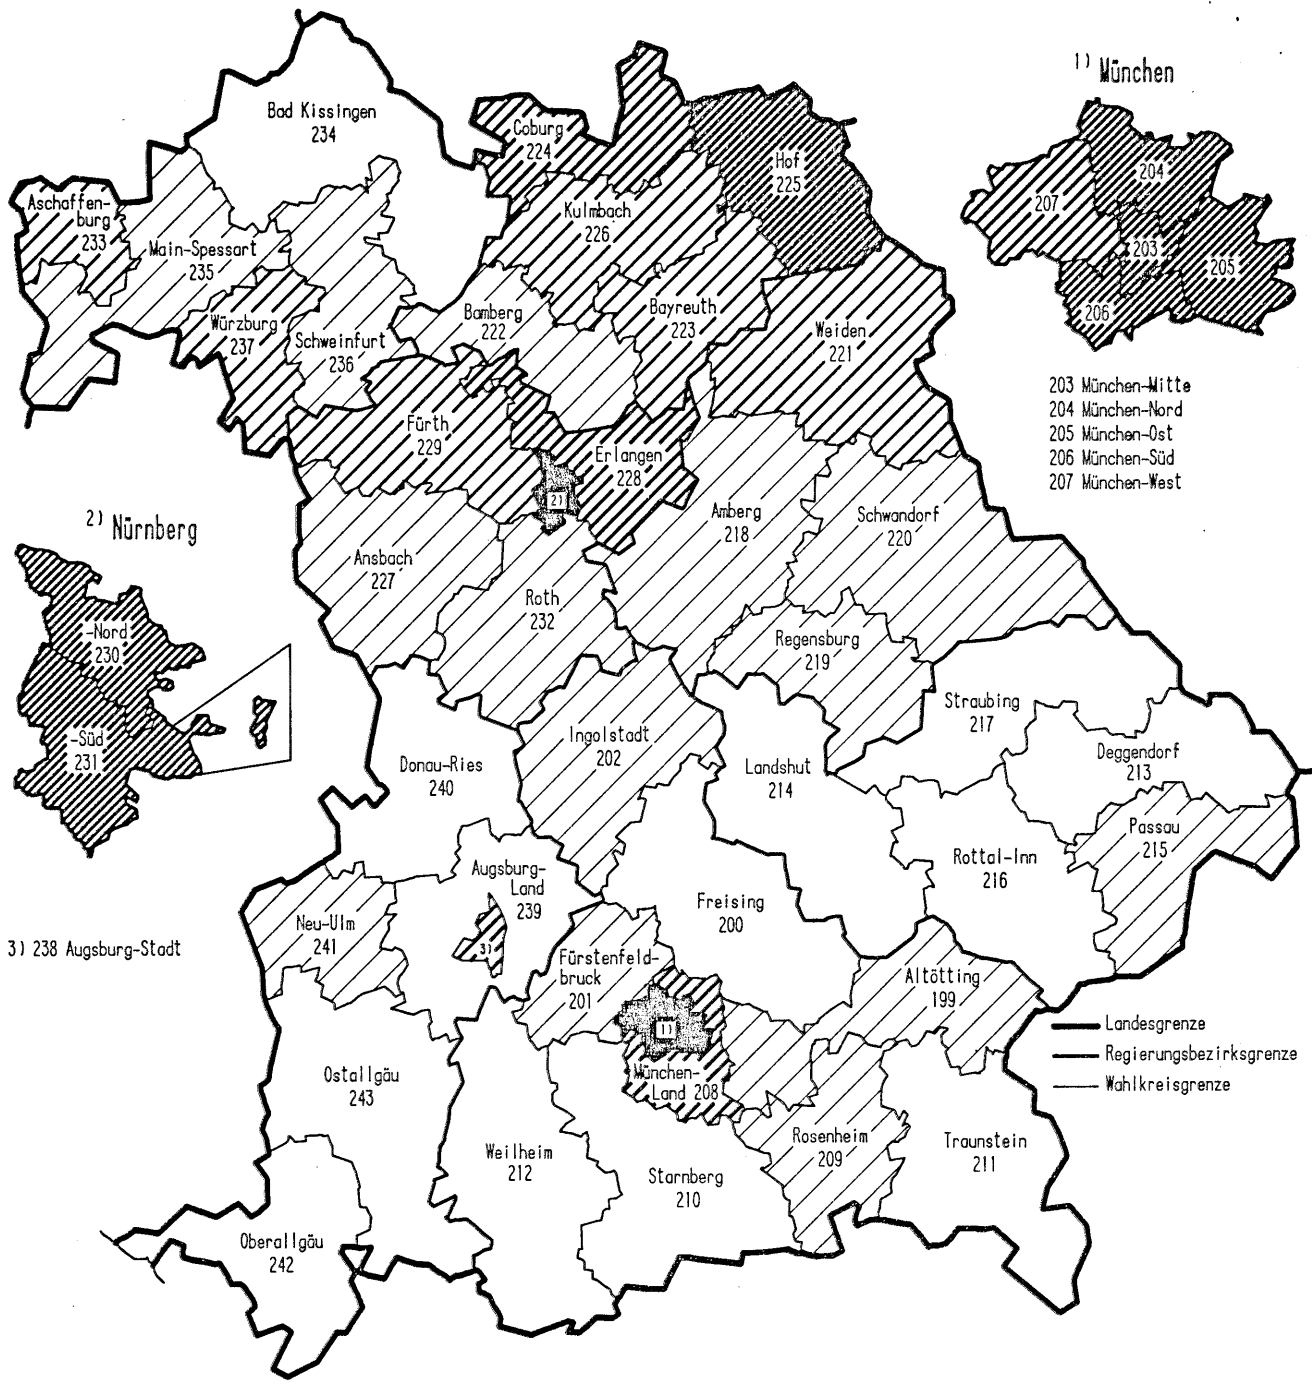 1) München
Bad Kissingen
234
Coburg
224
Hof
225
204
207
203
205
206
Aschaffen-
burg
233
Main-Spessart
235
Kulmbach
226
Würzburg
237
Schweinfurt
236
Bamberg
222
Bayreuth
223
Weiden
221
203 München-Mitte
204 München-Nord
205 München-Ost
206 München-Süd
207 München-West
Fürth
229
Erlangen
228
2)
2) Nürnberg
Amberg
218
Schwandorf
220
Ansbach
227
Roth
232
-Nord
230
Regensburg
219
-Süd
231
Straubing
217
Ingolstadt
202
Donau-Ries
240
Landshut
214
Deggendorf
213
Passau
215
Rottal-Inn
216
Augsburg-
Land
239
Freising
200
Neu-Ulm
241
3)
3) 238 Augsburg-Stadt
Fürstenfeld-
bruck
201
Altötting
199
1)
Landesgrenze
Regierungsbezirksgrenze
Wahlkreisgrenze
Ostallgäu
243
München-
Land 208
Weilheim
212
Rosenheim
209
Traunstein
211
Starnberg
210
Oberallgäu
242